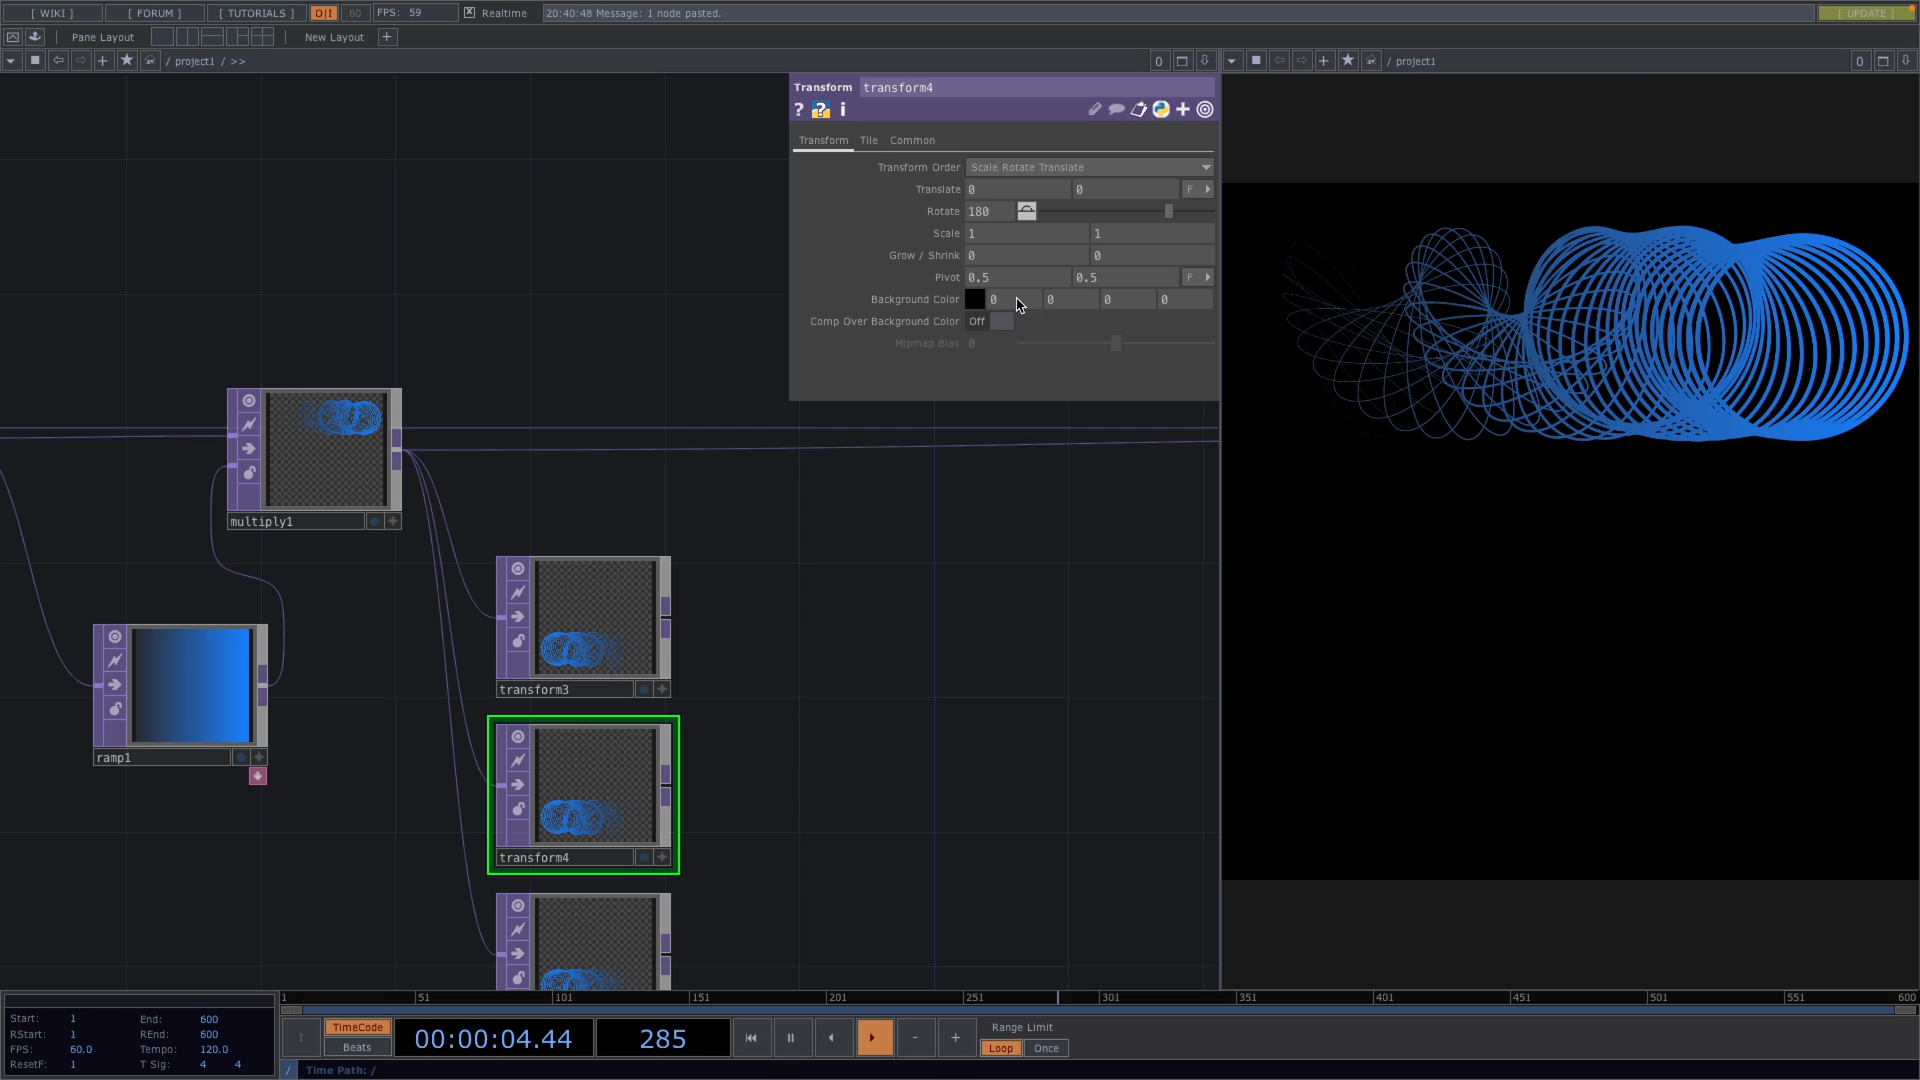 [ WIKI ] [ FORUM ] [ TUTORIALS ] O|I 60 FPS: 59 Realtime 20:40:48 Message: 1 node pasted. [ UPDATE ]
Pane Layout New Layout +
/ project1 / >> 0 / project1 0
Transform transform4
? ? i
Transform Tile Common
Transform Order Scale Rotate Translate
Translate 0 0 F
Rotate 180
Scale 1 1
Grow / Shrink 0 0
Pivot 0.5 0.5 F
Background Color 0 0 0 0
Comp Over Background Color Off
Mipmap Bias 0
multiply1
transform3
ramp1
transform4
1 51 101 151 201 251 301 351 401 451 501 551 600
Start: 1 End: 600
RStart: 1 REnd: 600
FPS: 60.0 Tempo: 120.0
ResetF: 1 T Sig: 4 4
TimeCode
Beats
00:00:04.44 285
- +
Range Limit
Loop Once
/ Time Path: /